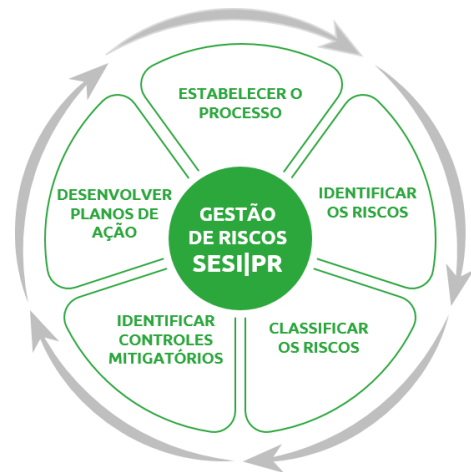 ESTABELECER O
PROCESSO
IDENTIFICAR
OS RISCOS
CLASSIFICAR
OS RISCOS
IDENTIFICAR
CONTROLES
MITIGATÓRIOS
DESENVOLVER
PLANOS DE
AÇÃO
GESTÃO
DE RISCOS
SESI|PR